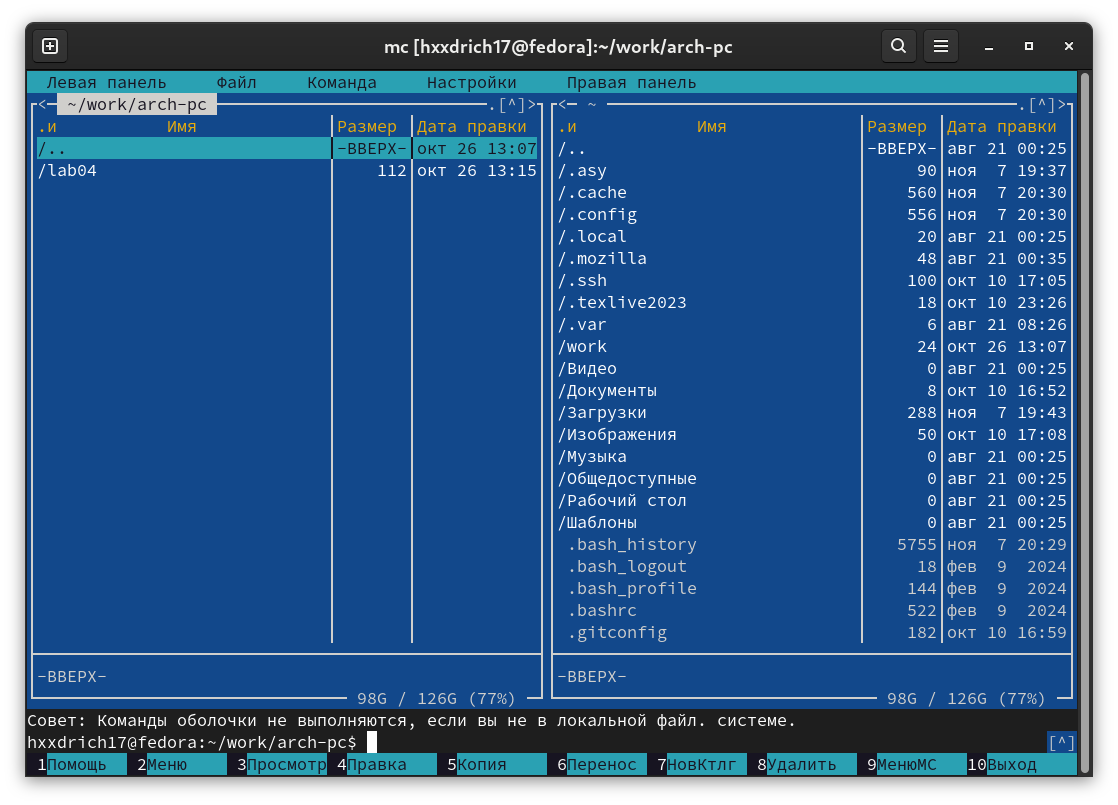 mc [hxxdrich17@fedora]:~/work/arch-pc
Левая панель Файл Команда Настройки Правая панель
<─ ~/work/arch-pc ─.[^]>
.и Имя Размер Дата правки
/.. -ВВЕРХ- окт 26 13:07
/lab04 112 окт 26 13:15
-ВВЕРХ-
98G / 126G (77%)
<─ ~ ─.[^]>
.и Имя Размер Дата правки
/.. -ВВЕРХ- авг 21 00:25
/.asy 90 ноя 7 19:37
/.cache 560 ноя 7 20:30
/.config 556 ноя 7 20:30
/.local 20 авг 21 00:25
/.mozilla 48 авг 21 00:35
/.ssh 100 окт 10 17:05
/.texlive2023 18 окт 10 23:26
/.var 6 авг 21 08:26
/work 24 окт 26 13:07
/Видео 0 авг 21 00:25
/Документы 8 окт 10 16:52
/Загрузки 288 ноя 7 19:43
/Изображения 50 окт 10 17:08
/Музыка 0 авг 21 00:25
/Общедоступные 0 авг 21 00:25
/Рабочий стол 0 авг 21 00:25
/Шаблоны 0 авг 21 00:25
.bash_history 5755 ноя 7 20:29
.bash_logout 18 фев 9 2024
.bash_profile 144 фев 9 2024
.bashrc 522 фев 9 2024
.gitconfig 182 окт 10 16:59
-ВВЕРХ-
98G / 126G (77%)
Совет: Команды оболочки не выполняются, если вы не в локальной файл. системе.
hxxdrich17@fedora:~/work/arch-pc$ [^]
1Помощь 2Меню 3Просмотр 4Правка 5Копия 6Перенос 7НовКтлг 8Удалить 9МенюMC 10Выход